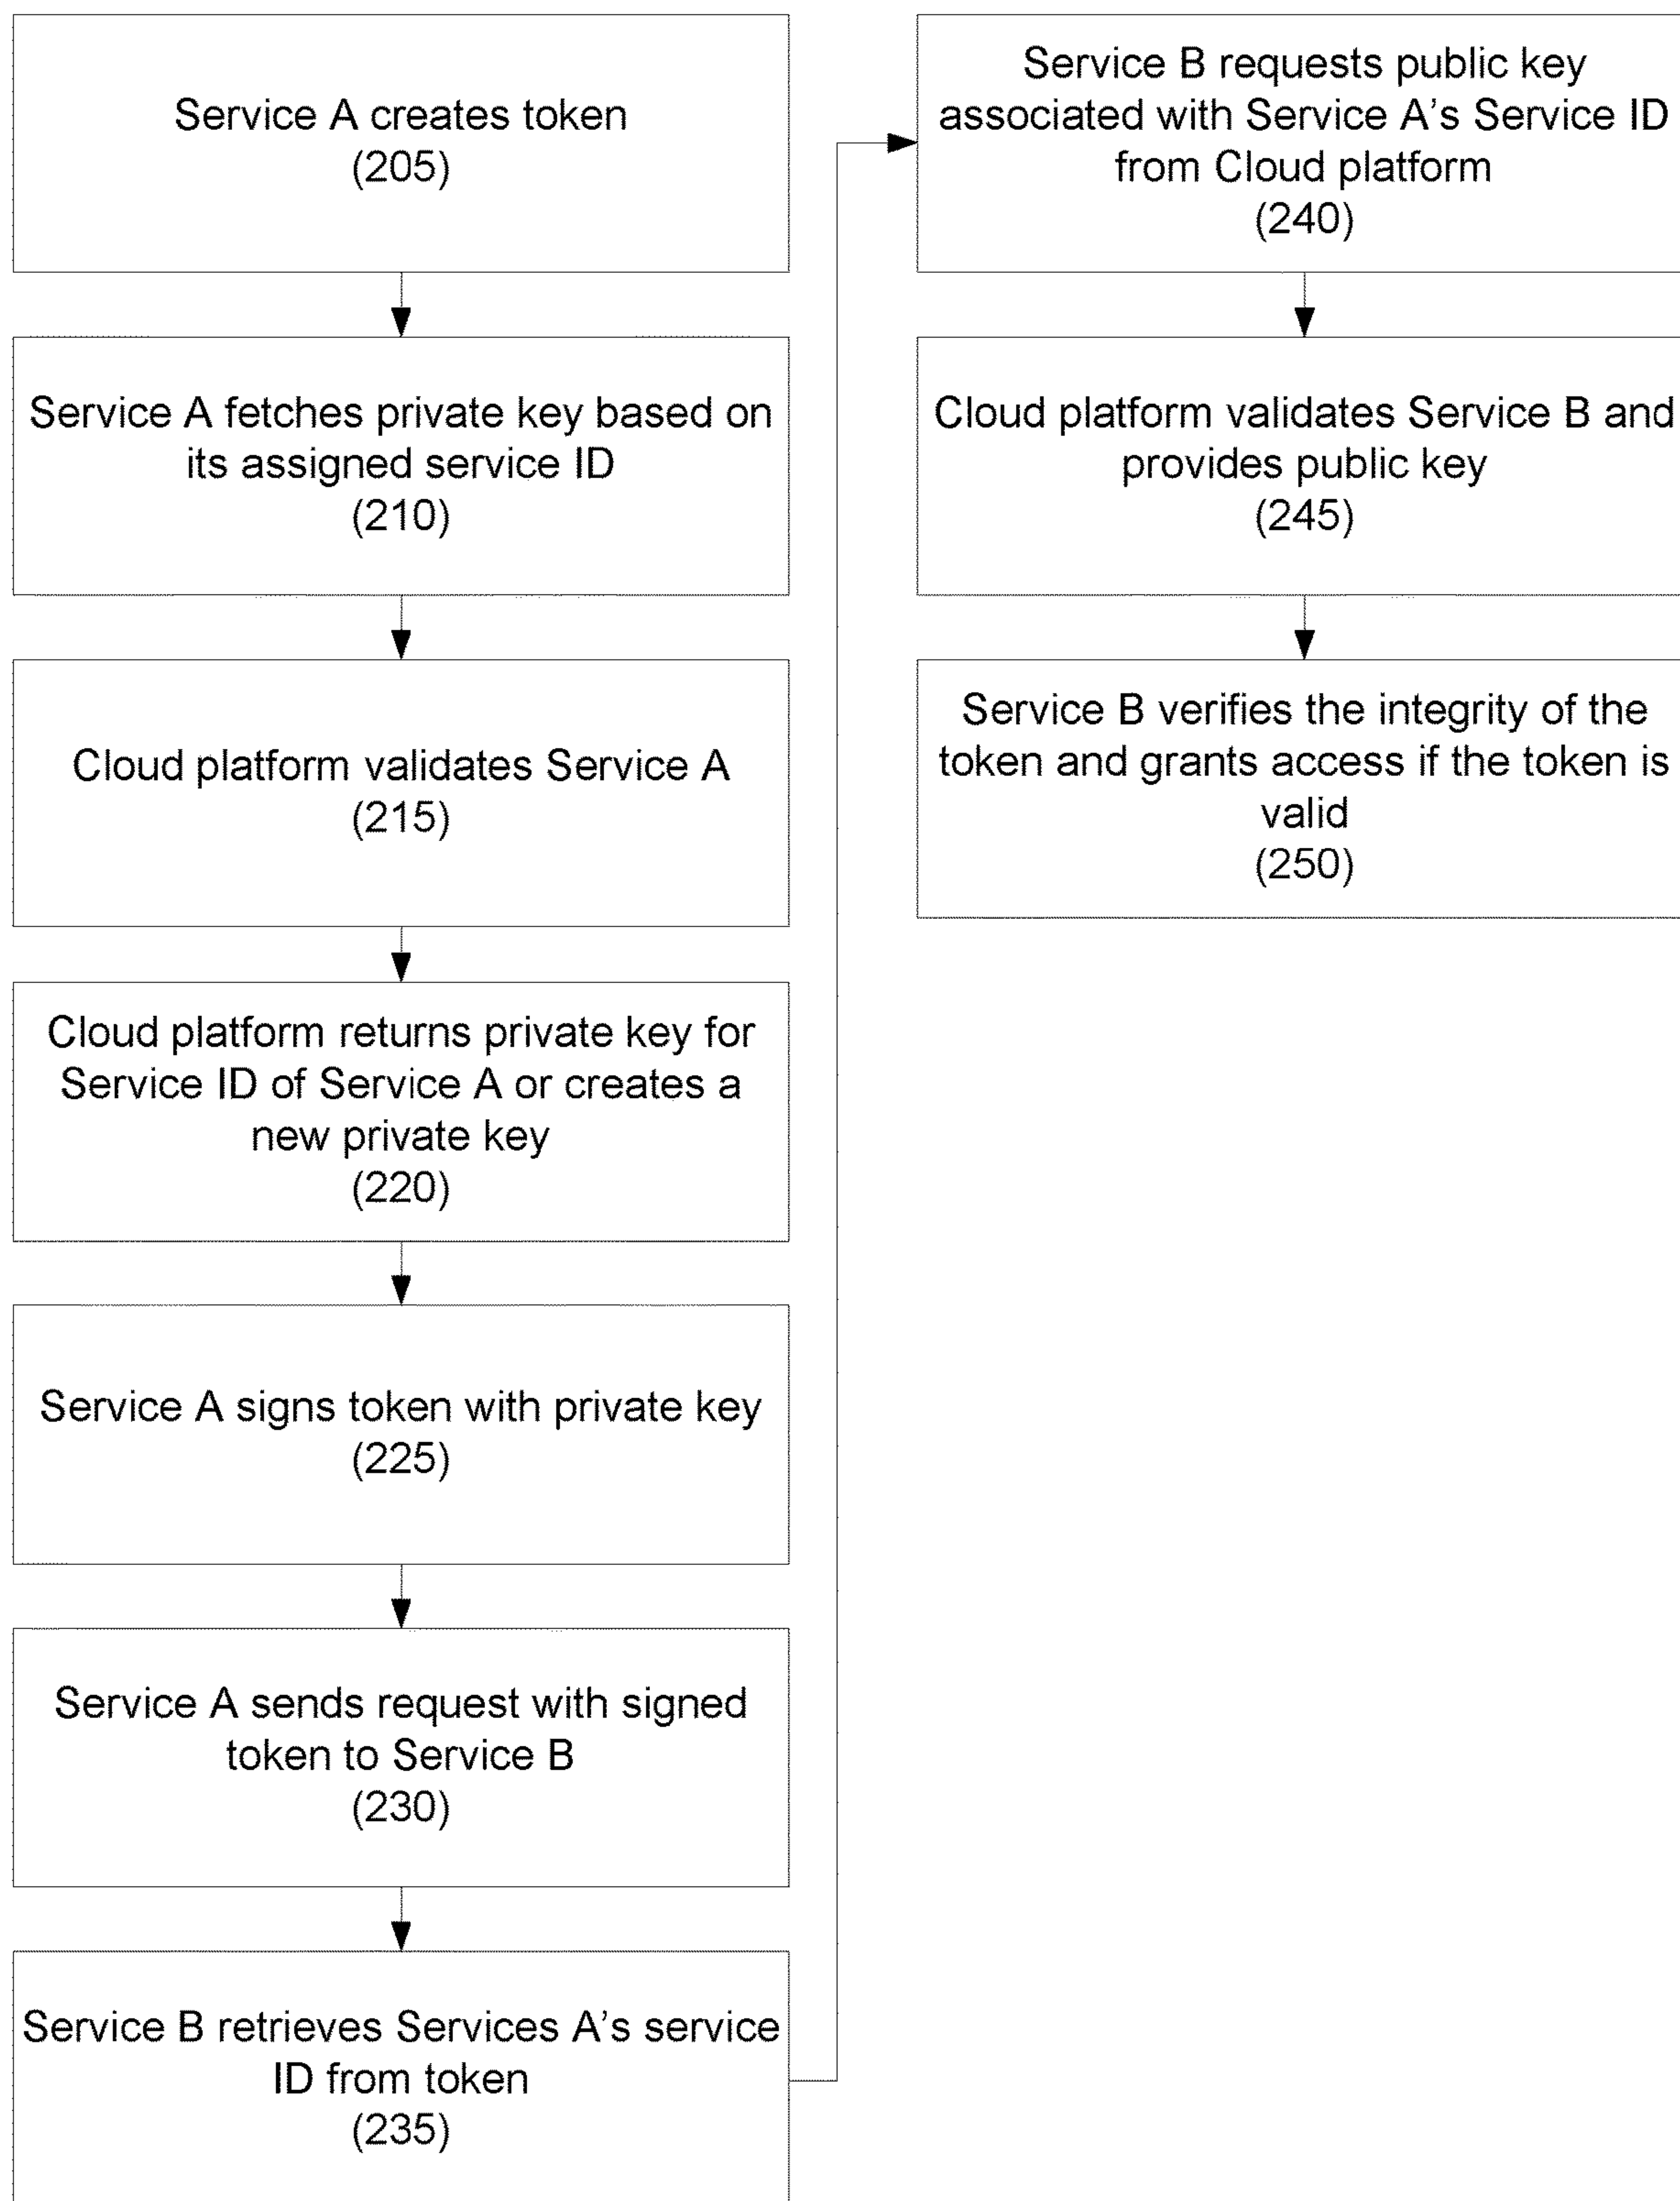 Service A creates token
(205)
Service A fetches private key based on
its assigned service ID
(210)
Cloud platform validates Service A
(215)
Cloud platform returns private key for
Service ID of Service A or creates a
new private key
(220)
Service A signs token with private key
(225)
Service A sends request with signed
token to Service B
(230)
Service B retrieves Services A's service
ID from token
(235)
Service B requests public key
associated with Service A's Service ID
from Cloud platform
(240)
Cloud platform validates Service B and
provides public key
(245)
Service B verifies the integrity of the
token and grants access if the token is
valid
(250)